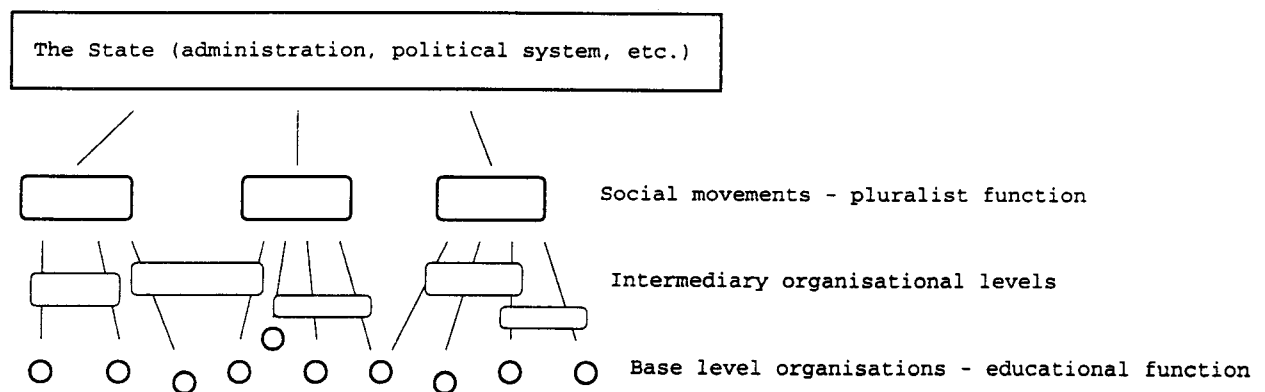 The State (administration, political system, etc.)
Social movements - pluralist function
Intermediary organisational levels
Base level organisations - educational function